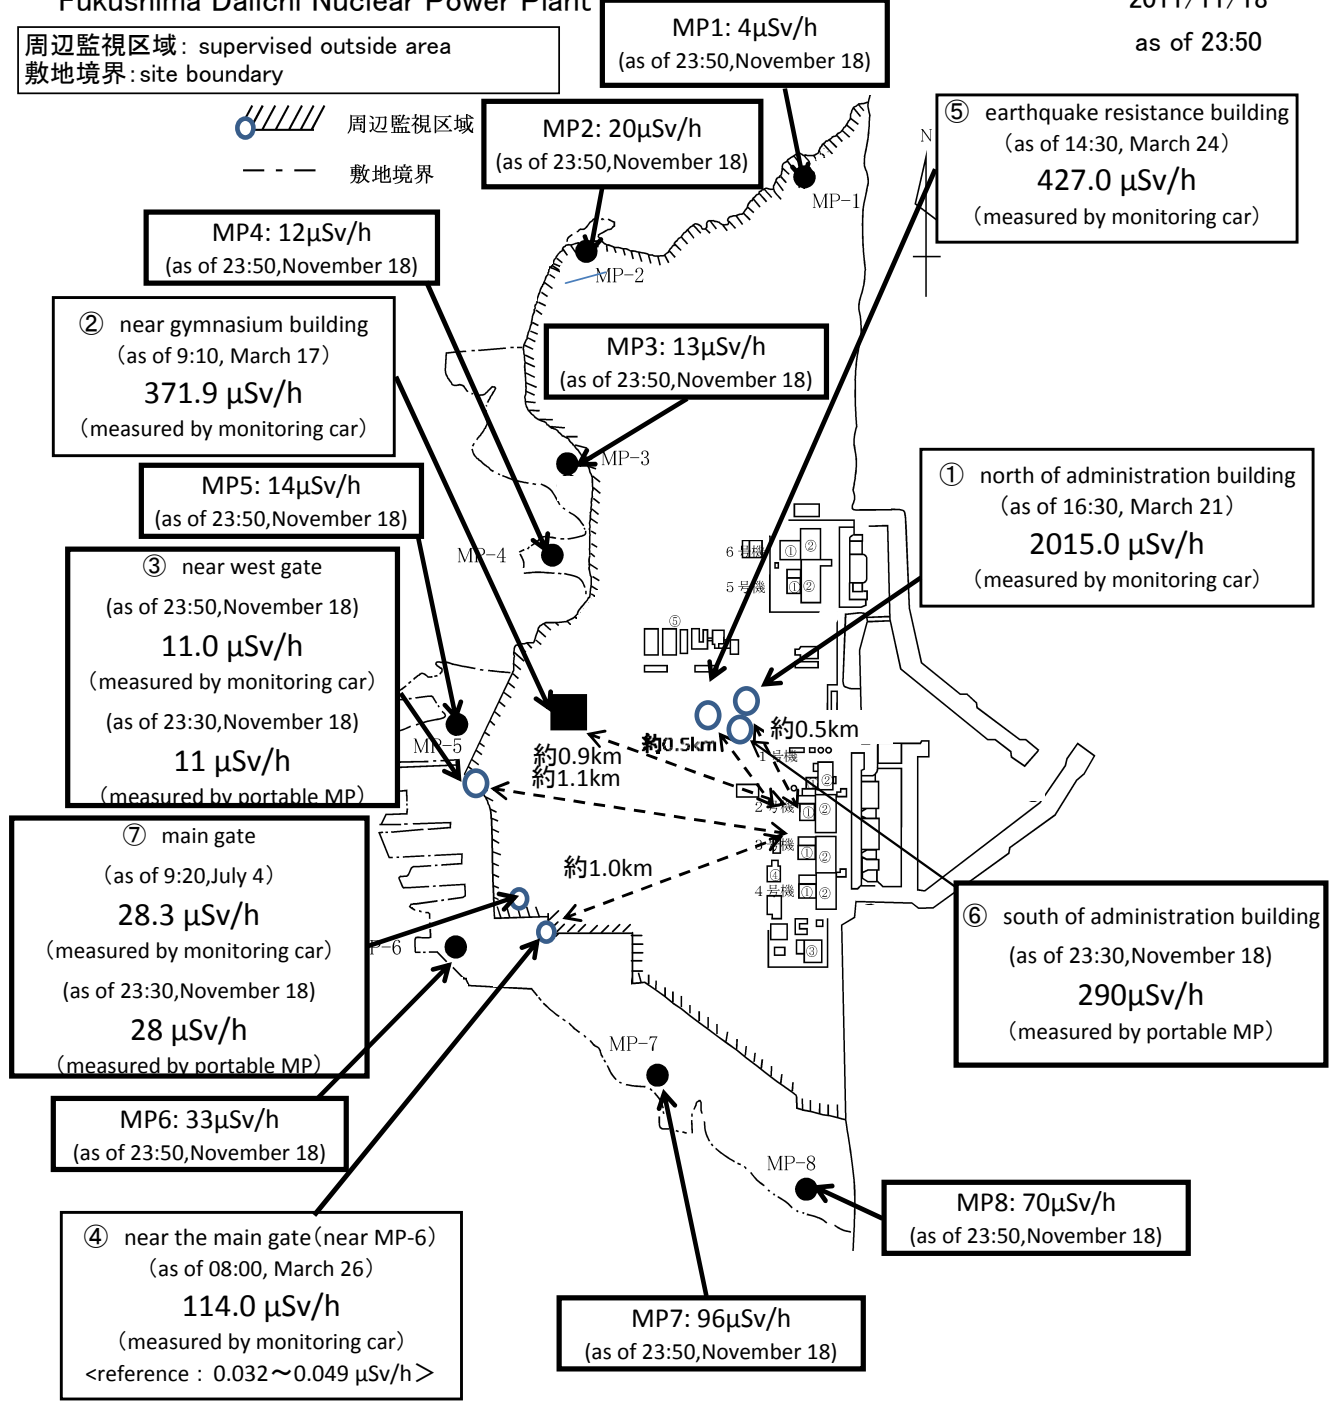 Fukushima Daiichi Nuclear Power Plant
2011/11/18
as of 23:50
周辺監視区域: supervised outside area
敷地境界:site boundary
周辺監視区域
敷地境界
MP1: 4μSv/h
(as of 23:50,November 18)
MP2: 20μSv/h
(as of 23:50,November 18)
⑤ earthquake resistance building
(as of 14:30, March 24)
427.0 μSv/h
(measured by monitoring car)
N
MP-1
MP4: 12μSv/h
(as of 23:50,November 18)
MP-2
② near gymnasium building
(as of 9:10, March 17)
371.9 μSv/h
(measured by monitoring car)
MP3: 13μSv/h
(as of 23:50,November 18)
MP-3
① north of administration building
(as of 16:30, March 21)
2015.0 μSv/h
(measured by monitoring car)
MP5: 14μSv/h
(as of 23:50,November 18)
MP-4
6号機
① ②
5号機
① ②
⑤
③ near west gate
(as of 23:50,November 18)
11.0 μSv/h
(measured by monitoring car)
(as of 23:30,November 18)
11 μSv/h
(measured by portable MP)
MP-5
約0.9km
約1.1km
約0.5km
約0.5km
1号機
②
2号機
① ②
3号機
① ②
④
4号機
① ②
③
約1.0km
⑦ main gate
(as of 9:20,July 4)
28.3 μSv/h
(measured by monitoring car)
(as of 23:30,November 18)
28 μSv/h
(measured by portable MP)
P-6
⑥ south of administration building
(as of 23:30,November 18)
290μSv/h
(measured by portable MP)
MP-7
MP6: 33μSv/h
(as of 23:50,November 18)
MP-8
MP8: 70μSv/h
(as of 23:50,November 18)
④ near the main gate(near MP-6)
(as of 08:00, March 26)
114.0 μSv/h
(measured by monitoring car)
<reference : 0.032～0.049 μSv/h>
MP7: 96μSv/h
(as of 23:50,November 18)